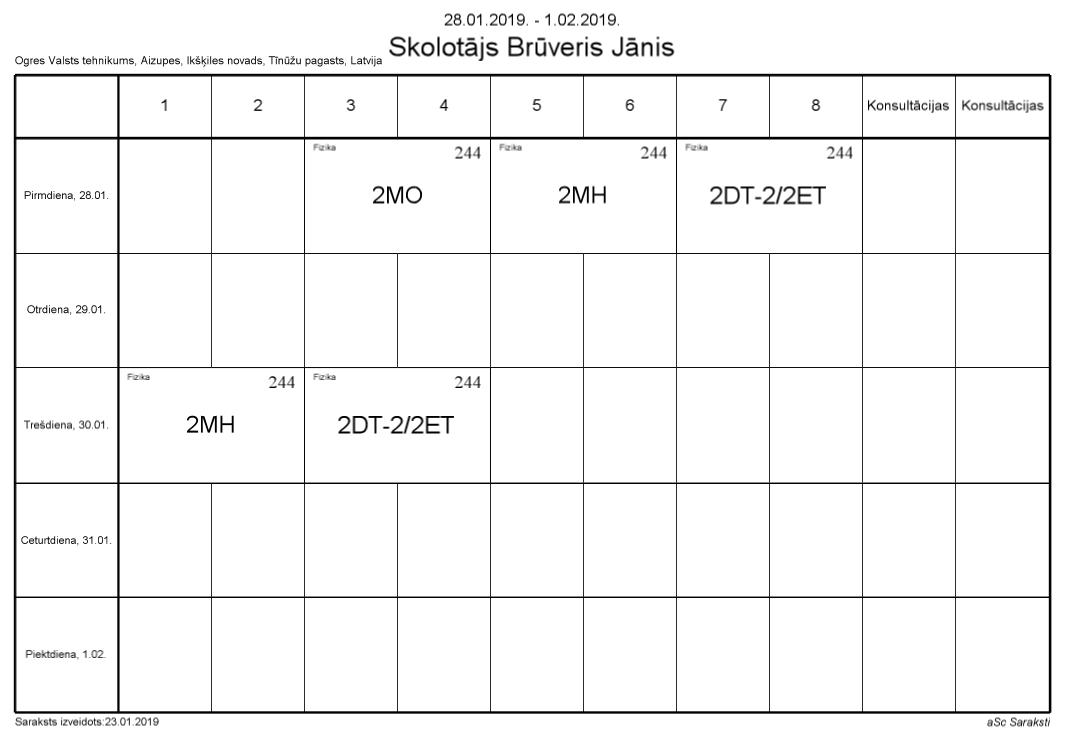 28.01.2019. - 1.02.2019.
Skolotājs Brūveris Jānis
Ogres Valsts tehnikums, Aizupes, Ikšķiles novads, Tīnūžu pagasts, Latvija
1 2 3 4 5 6 7 8 Konsultācijas Konsultācijas
Pirmdiena, 28.01.
Fizika 244
2MO
Fizika 244
2MH
Fizika 244
2DT-2/2ET
Otrdiena, 29.01.
Trešdiena, 30.01.
Fizika 244
2MH
Fizika 244
2DT-2/2ET
Ceturtdiena, 31.01.
Piektdiena, 1.02.
Saraksts izveidots:23.01.2019
aSc Saraksti